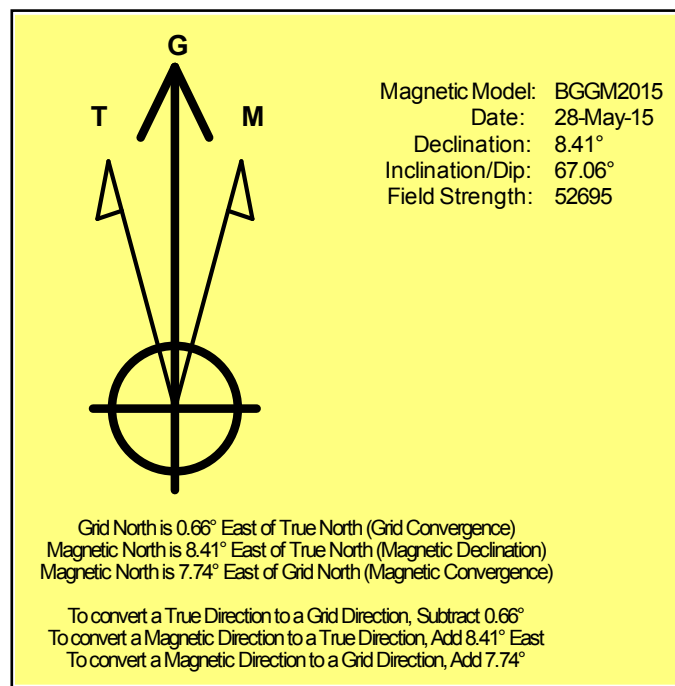 G
T
M
Magnetic Model: BGGM2015
Date: 28-May-15
Declination: 8.41°
Inclination/Dip: 67.06°
Field Strength: 52695
Grid North is 0.66° East of True North (Grid Convergence)
Magnetic North is 8.41° East of True North (Magnetic Declination)
Magnetic North is 7.74° East of Grid North (Magnetic Convergence)
To convert a True Direction to a Grid Direction, Subtract 0.66°
To convert a Magnetic Direction to a True Direction, Add 8.41° East
To convert a Magnetic Direction to a Grid Direction, Add 7.74°